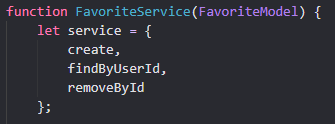 function FavoriteService(FavoriteModel) {
let service = {
create,
findByUserId,
removeById
};